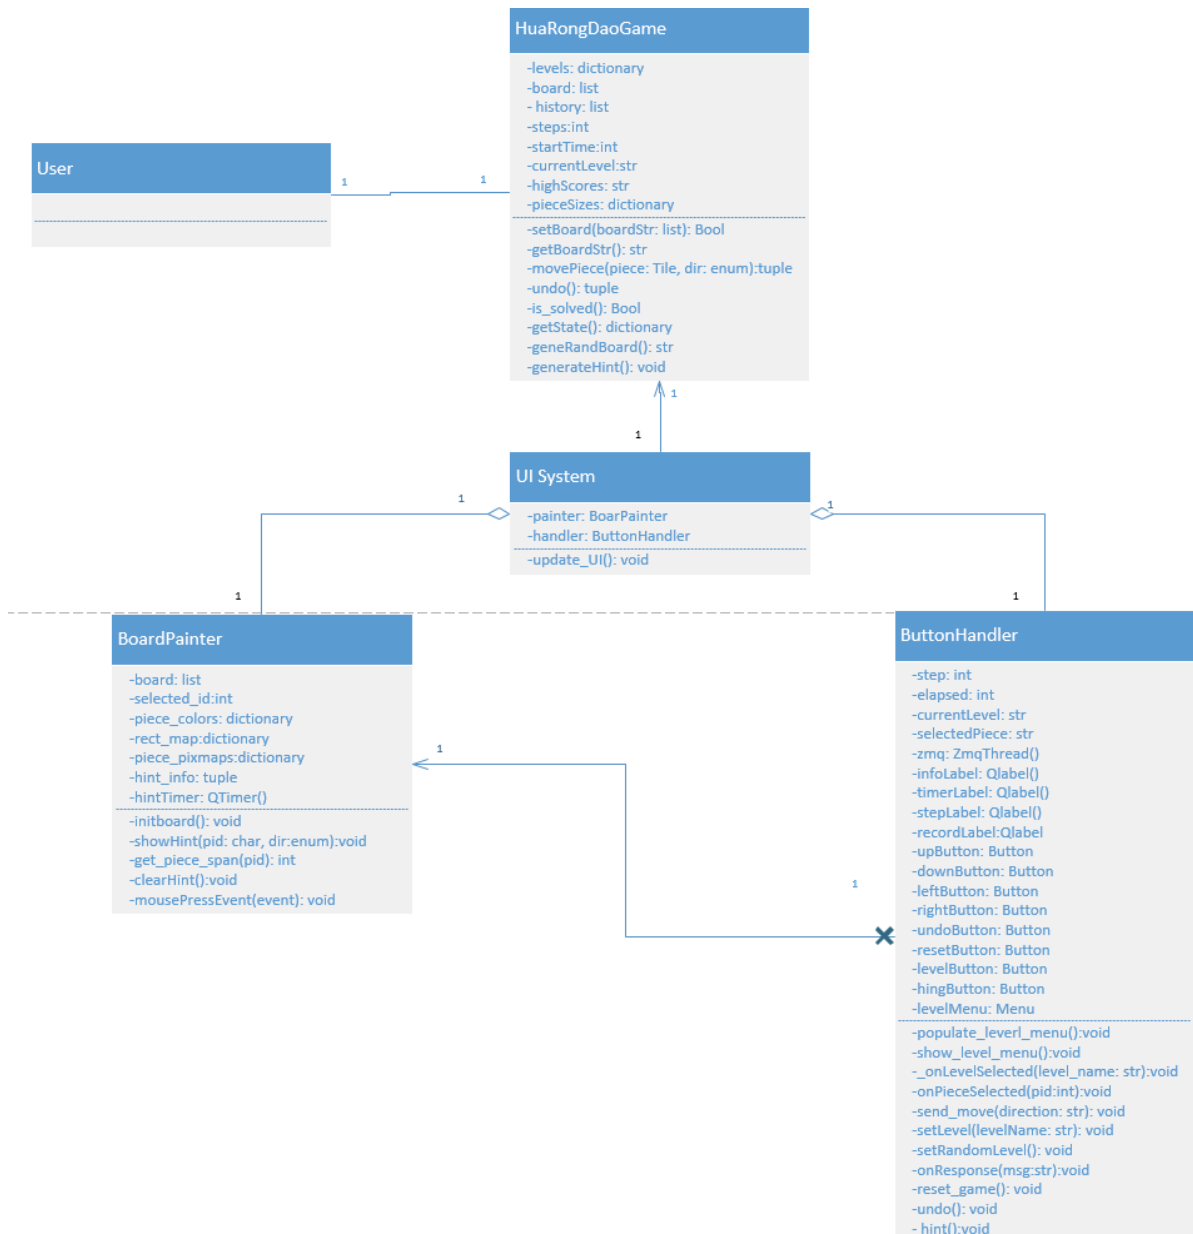 HuaRongDaoGame
-levels: dictionary
-board: list
- history: list
-steps:int
-startTime:int
-currentLevel:str
-highScores: str
-pieceSizes: dictionary
-setBoard(boardStr: list): Bool
-getBoardStr(): str
-movePiece(piece: Tile, dir: enum):tuple
-undo(): tuple
-is_solved(): Bool
-getState(): dictionary
-geneRandBoard(): str
-generateHint(): void
User
1
1
1
1
UI System
-painter: BoarPainter
-handler: ButtonHandler
-update_UI(): void
1
1
1
1
BoardPainter
-board: list
-selected_id:int
-piece_colors: dictionary
-rect_map:dictionary
-piece_pixmaps:dictionary
-hint_info: tuple
-hintTimer: QTimer()
-initboard(): void
-showHint(pid: char, dir:enum):void
-get_piece_span(pid): int
-clearHint():void
-mousePressEvent(event): void
1
1
ButtonHandler
-step: int
-elapsed: int
-currentLevel: str
-selectedPiece: str
-zmq: ZmqThread()
-infoLabel: Qlabel()
-timerLabel: Qlabel()
-stepLabel: Qlabel()
-recordLabel:Qlabel
-upButton: Button
-downButton: Button
-leftButton: Button
-rightButton: Button
-undoButton: Button
-resetButton: Button
-levelButton: Button
-hingButton: Button
-levelMenu: Menu
-populate_leverl_menu():void
-show_level_menu():void
-_onLevelSelected(level_name: str):void
-onPieceSelected(pid:int):void
-send_move(direction: str): void
-setLevel(levelName: str): void
-setRandomLevel(): void
-onResponse(msg:str):void
-reset_game(): void
-undo(): void
- hint():void